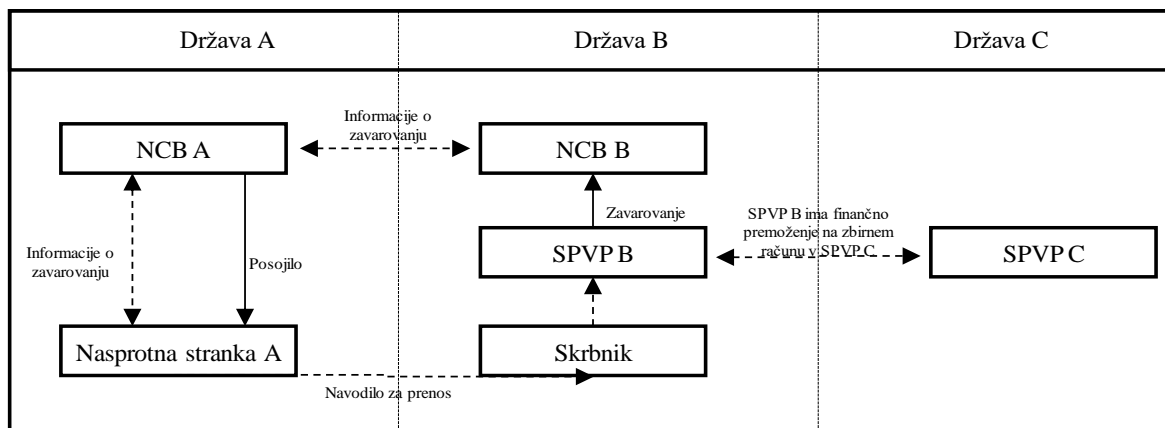 Država A
Država B
Država C
Informacije o
zavarovanju
NCB A
NCB B
Zavarovanje
SPVP B ima finančno
premoženje na zbirnem
računu v SPVP C
Informacije o
zavarovanju
Posojilo
SPVP B
SPVP C
Nasprotna stranka A
Skrbnik
Navodilo za prenos